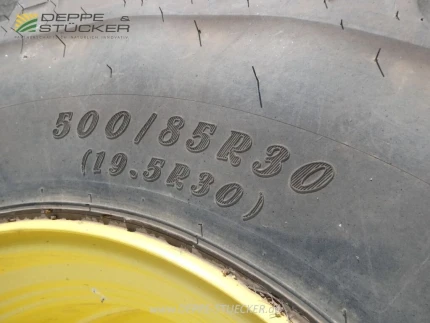 DEPPE &
STÜCKER
500/85R30
(19.5R30)